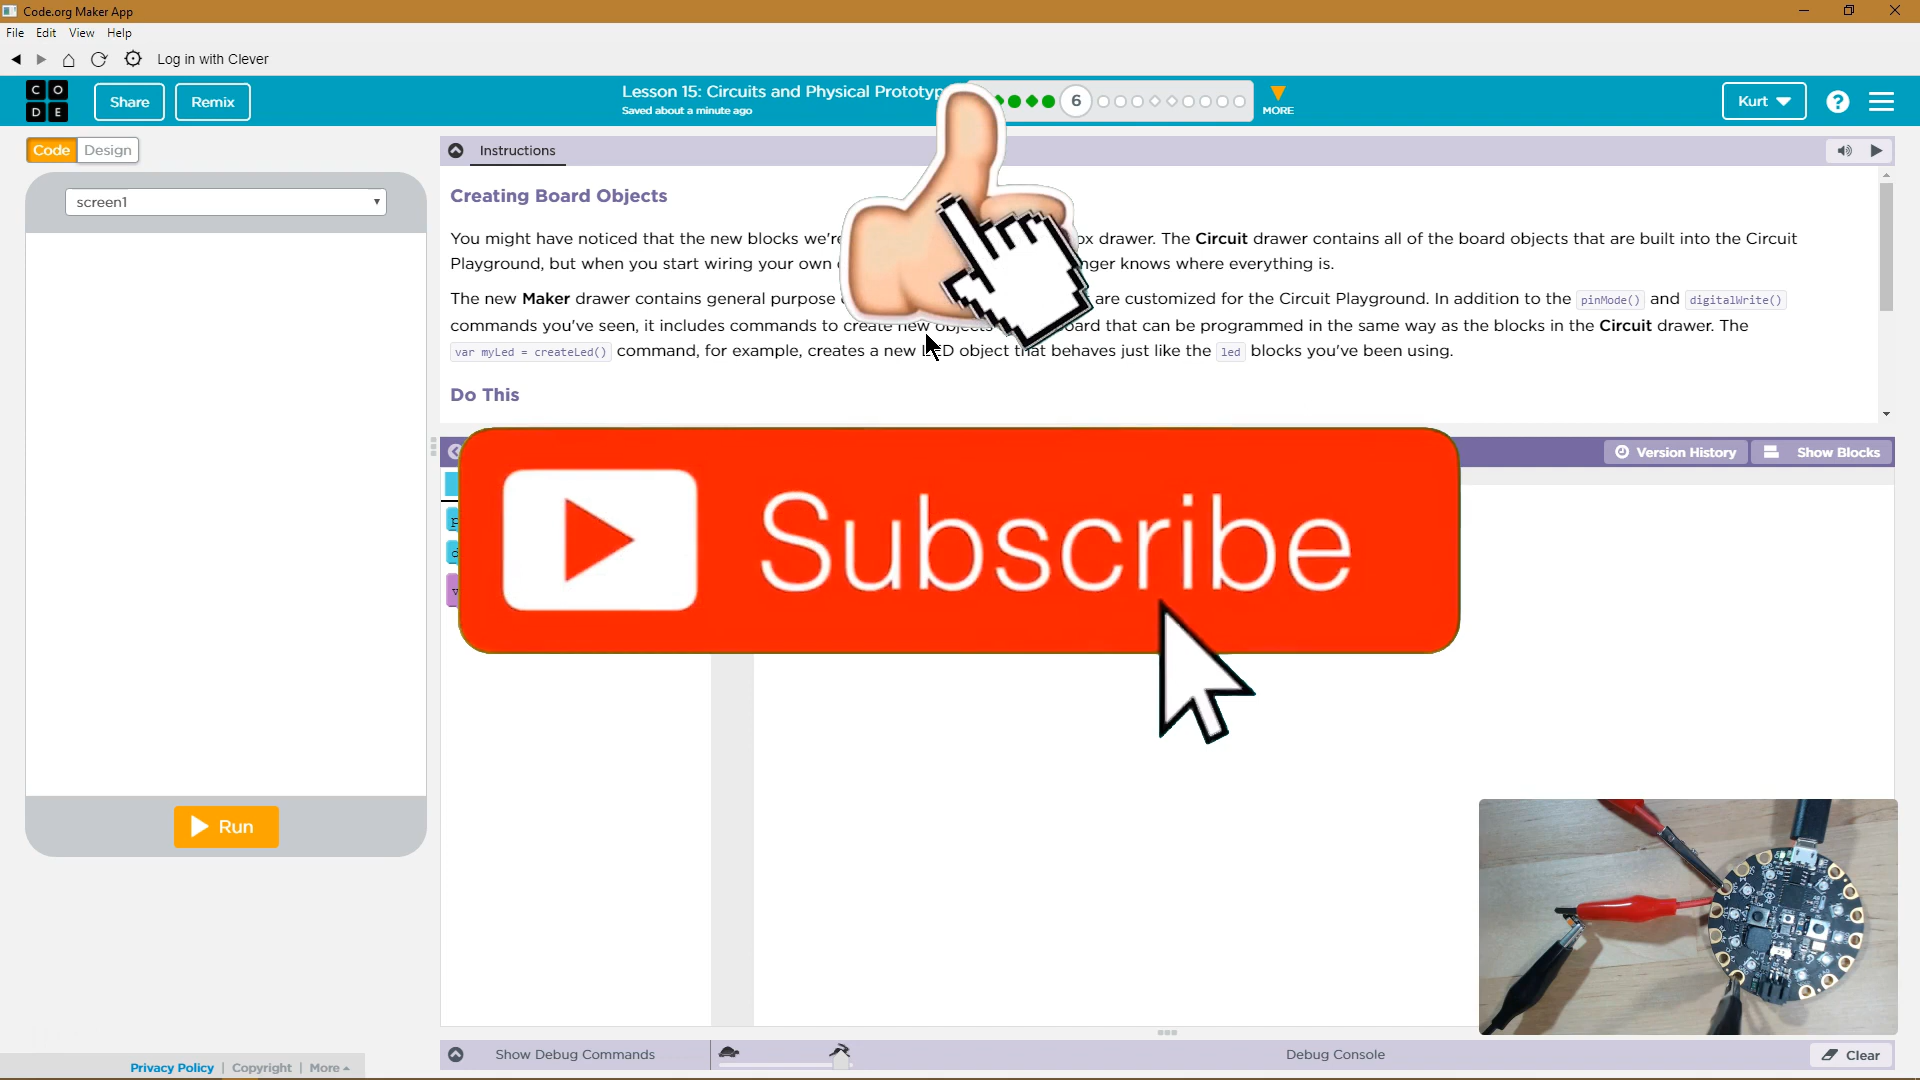 Code.org Maker App
File Edit View Help
Log in with Clever
CODE
Share
Remix
Lesson 15: Circuits and Physical Prototyp
Saved about a minute ago
6
MORE
Kurt
?
Code
Design
screen1
Instructions
Creating Board Objects
You might have noticed that the new blocks we're ox drawer. The Circuit drawer contains all of the board objects that are built into the Circuit
Playground, but when you start wiring your own nger knows where everything is.
The new Maker drawer contains general purpose are customized for the Circuit Playground. In addition to the pinMode() and digitalWrite()
commands you've seen, it includes commands to create new objects board that can be programmed in the same way as the blocks in the Circuit drawer. The
var myLed = createLed() command, for example, creates a new LED object that behaves just like the led blocks you've been using.
Do This
Version History
Show Blocks
Subscribe
Run
Show Debug Commands
Debug Console
Clear
Privacy Policy | Copyright | More